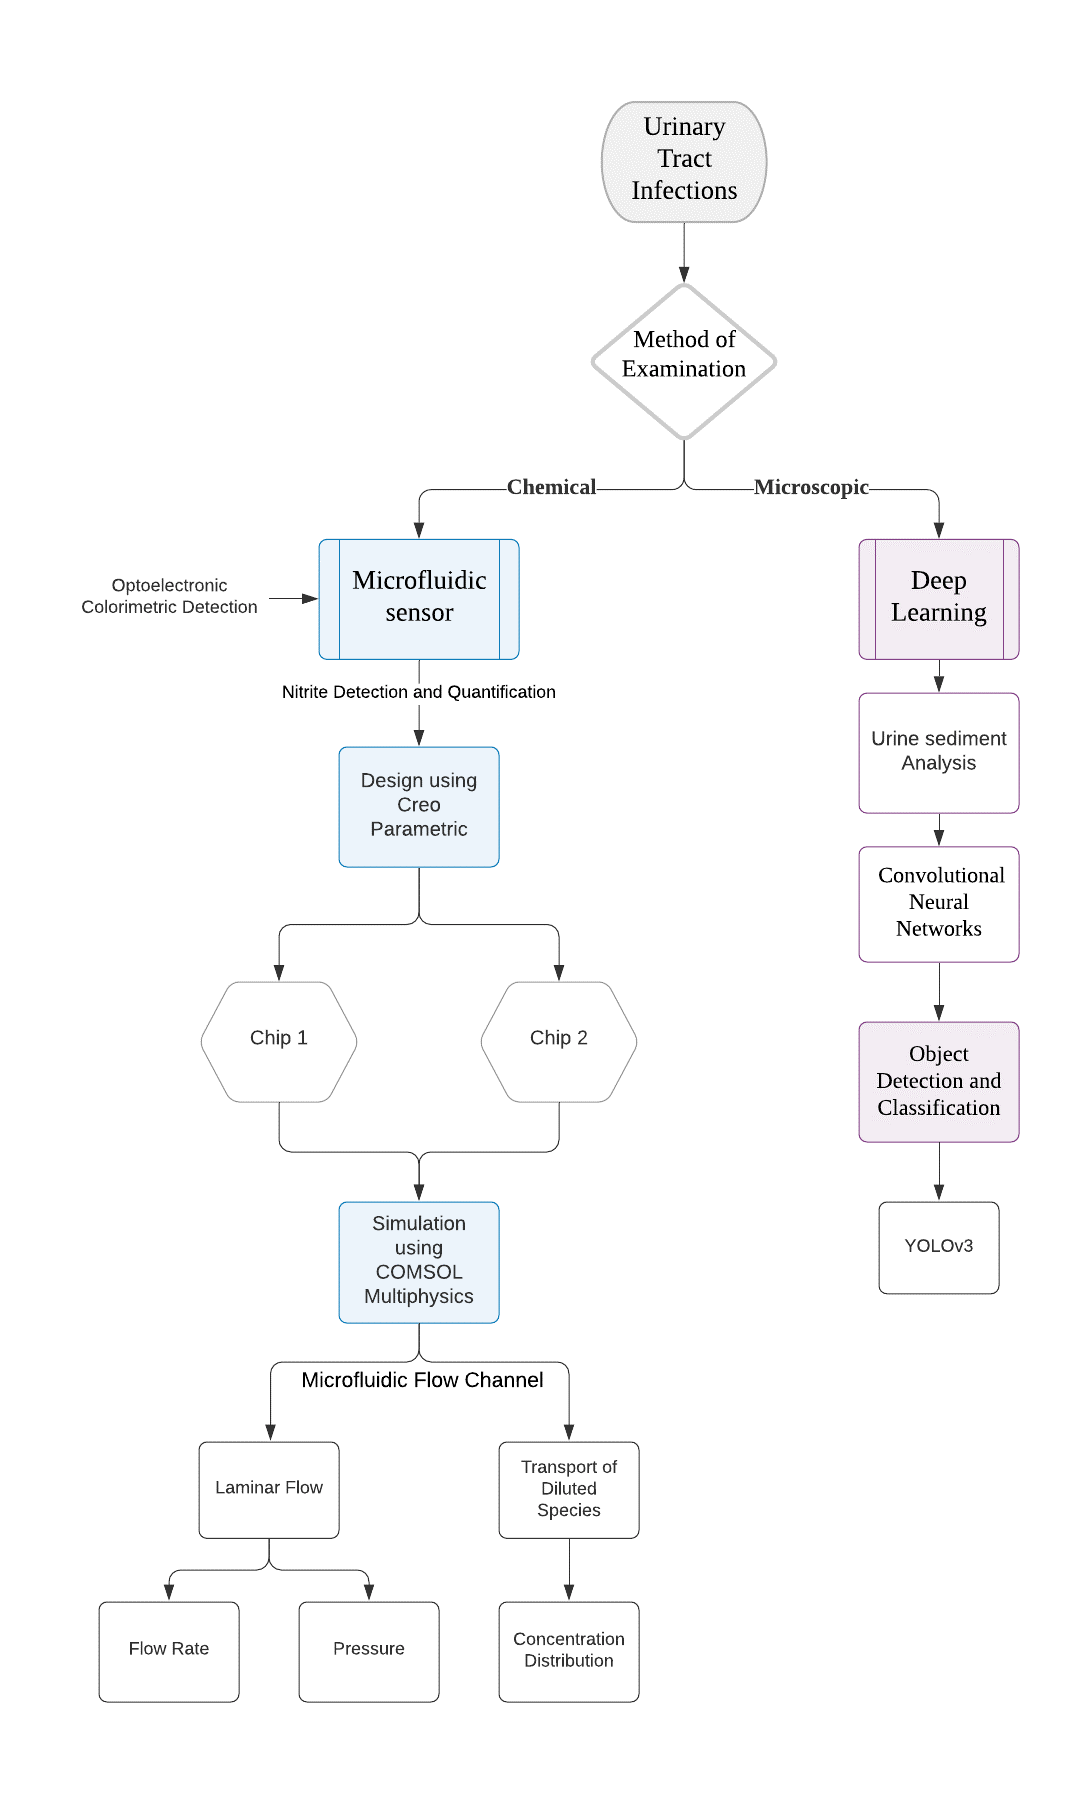 Urinary
Tract
Infections
Method of
Examination
Chemical
Microscopic
Optoelectronic
Colorimetric Detection
Microfluidic
sensor
Deep
Learning
Nitrite Detection and Quantification
Urine sediment
Analysis
Design using
Creo
Parametric
Convolutional
Neural
Networks
Chip 1
Chip 2
Object
Detection and
Classification
Simulation
using
COMSOL
Multiphysics
YOLOv3
Microfluidic Flow Channel
Laminar Flow
Transport of
Diluted
Species
Flow Rate
Pressure
Concentration
Distribution